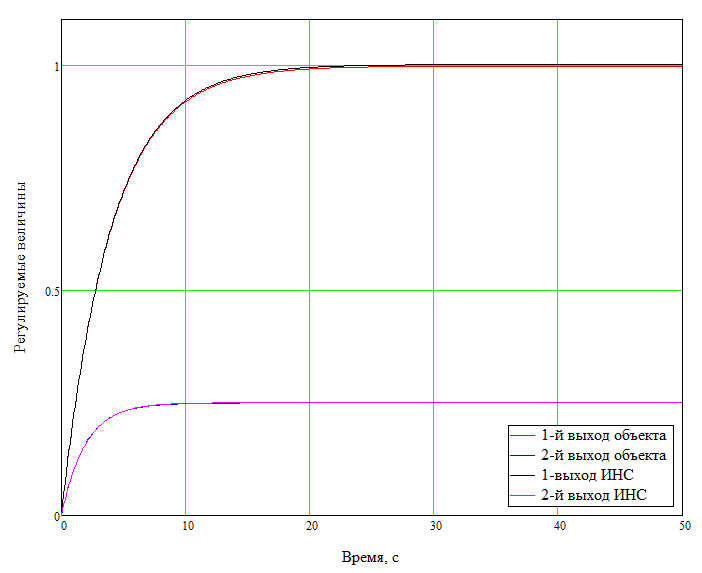 Регулируемые величины
1
0.5
0
0
10
20
30
40
50
Время, с
1-й выход объекта
2-й выход объекта
1-выход ИНС
2-й выход ИНС